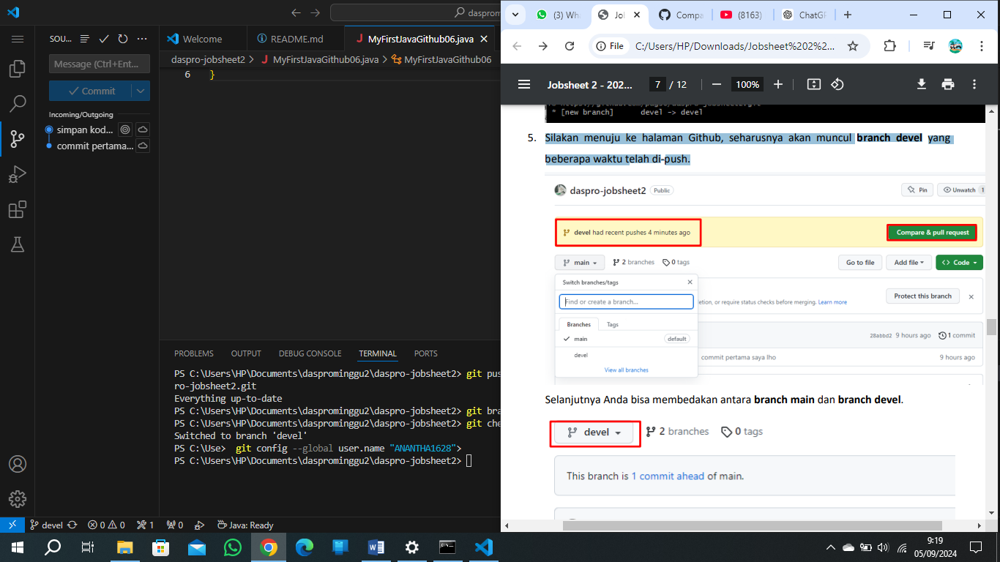 dasprom
SOU...
Message (Ctrl+Ent...
Commit
Incoming/Outgoing
simpan kod...
commit pertama...
Welcome
README.md
MyFirstJavaGithub06.java
daspro-jobsheet2 > MyFirstJavaGithub06.java > MyFirstJavaGithub06
6 }
PROBLEMS OUTPUT DEBUG CONSOLE TERMINAL PORTS
PS C:\Users\HP\Documents\dasprominggu2\daspro-jobsheet2> git pus
ro-jobsheet2.git
Everything up-to-date
PS C:\Users\HP\Documents\dasprominggu2\daspro-jobsheet2> git bra
PS C:\Users\HP\Documents\dasprominggu2\daspro-jobsheet2> git che
Switched to branch 'devel'
PS C:\Use> git config --global user.name "ANANTHA1628">
PS C:\Users\HP\Documents\dasprominggu2\daspro-jobsheet2>
devel 0 0 1 0 Java: Ready
(3) Wh
Jol
Compa
(8163)
ChatGP
File C:/Users/HP/Downloads/Jobsheet%202%2...
Jobsheet 2 - 202... 7 / 12 100%
* [new branch] devel -> devel
5. Silakan menuju ke halaman Github, seharusnya akan muncul branch devel yang
beberapa waktu telah di-push.
daspro-jobsheet2 Public Pin Unwatch 1
devel had recent pushes 4 minutes ago Compare & pull request
main 2 branches 0 tags Go to file Add file Code
Switch branches/tags
Find or create a branch...
etion, or require status checks before merging. Learn more Protect this branch
Branches Tags
main default
28abbd2 9 hours ago 1 commit
devel
commit pertama saya lho 9 hours ago
View all branches
Selanjutnya Anda bisa membedakan antara branch main dan branch devel.
devel 2 branches 0 tags
This branch is 1 commit ahead of main.
9:19
05/09/2024